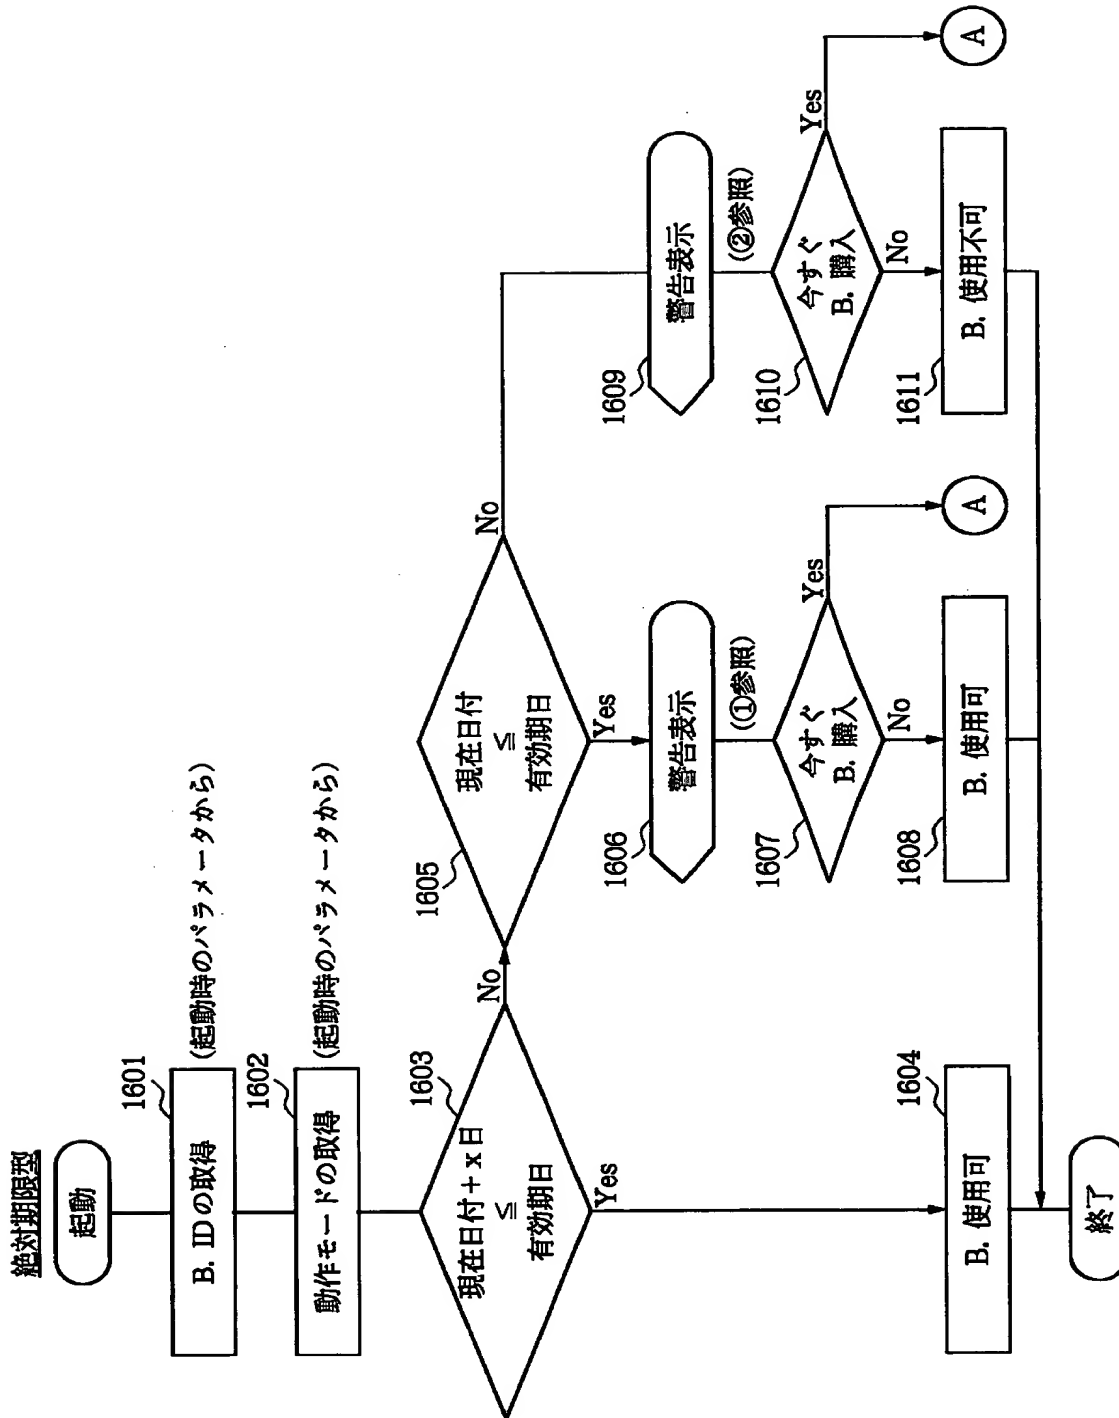 絶対期限型
起動
1601
B. IDの取得
(起動時のパラメータから)
1602
動作モードの取得
(起動時のパラメータから)
1603
現在日付+x日
≦
有効期日
No
Yes
1604
B. 使用可
終了
1605
現在日付
≦
有効期日
No
Yes
1606
警告表示
(①参照)
1607
今すぐ
B. 購入
Yes
No
A
1608
B. 使用可
1609
警告表示
(②参照)
1610
今すぐ
B. 購入
Yes
No
A
1611
B. 使用不可